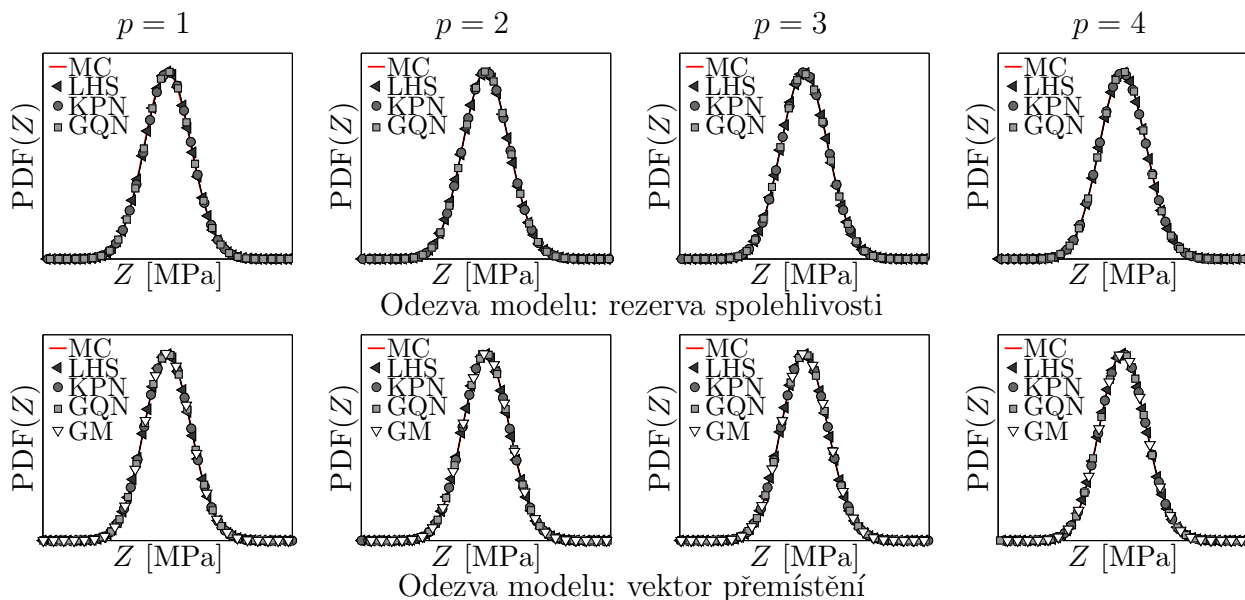 p = 1 p = 2 p = 3 p = 4
MC
LHS
KPN
GQN
PDF(Z)
Z [MPa]
MC
LHS
KPN
GQN
PDF(Z)
Z [MPa]
MC
LHS
KPN
GQN
PDF(Z)
Z [MPa]
MC
LHS
KPN
GQN
PDF(Z)
Z [MPa]
Odezva modelu: rezerva spolehlivosti
MC
LHS
KPN
GQN
GM
PDF(Z)
Z [MPa]
MC
LHS
KPN
GQN
GM
PDF(Z)
Z [MPa]
MC
LHS
KPN
GQN
GM
PDF(Z)
Z [MPa]
MC
LHS
KPN
GQN
GM
PDF(Z)
Z [MPa]
Odezva modelu: vektor přemístění